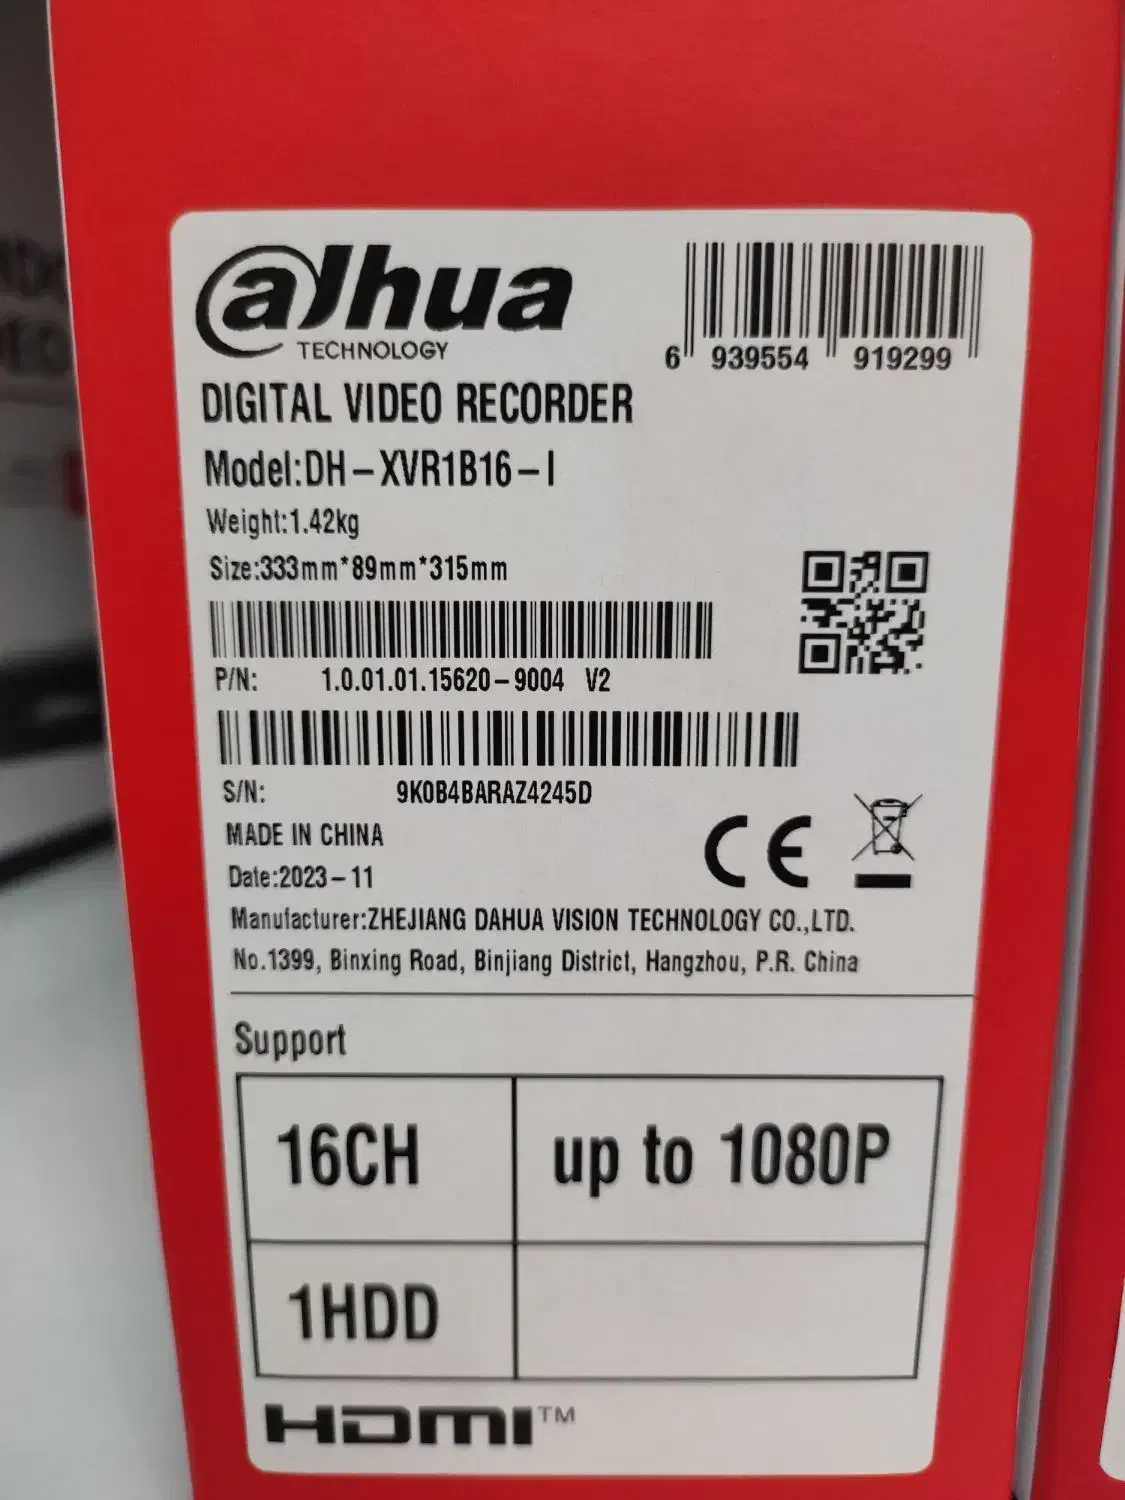 alhua
TECHNOLOGY
6 939554 919299
DIGITAL VIDEO RECORDER
Model:DH-XVR1B16-I
Weight:1.42kg
Size:333mm*89mm*315mm
P/N: 1.0.01.01.15620-9004 V2
S/N: 9K0B4BARAZ4245D
MADE IN CHINA
Date:2023-11
CE
Manufacturer:ZHEJIANG DAHUA VISION TECHNOLOGY CO.,LTD.
No.1399, Binxing Road, Binjiang District, Hangzhou, P.R. China
Support
16CH up to 1080P
1HDD
HDMI™